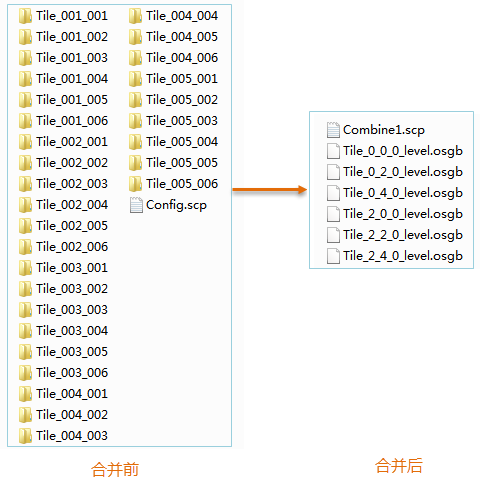 Tile_001_001
Tile_001_002
Tile_001_003
Tile_001_004
Tile_001_005
Tile_001_006
Tile_002_001
Tile_002_002
Tile_002_003
Tile_002_004
Tile_002_005
Tile_002_006
Tile_003_001
Tile_003_002
Tile_003_003
Tile_003_004
Tile_003_005
Tile_003_006
Tile_004_001
Tile_004_002
Tile_004_003
Tile_004_004
Tile_004_005
Tile_004_006
Tile_005_001
Tile_005_002
Tile_005_003
Tile_005_004
Tile_005_005
Tile_005_006
Config.scp
合并前
Combine1.scp
Tile_0_0_0_level.osgb
Tile_0_2_0_level.osgb
Tile_0_4_0_level.osgb
Tile_2_0_0_level.osgb
Tile_2_2_0_level.osgb
Tile_2_4_0_level.osgb
合并后